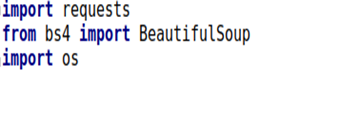 import requests
from bs4 import BeautifulSoup
import os